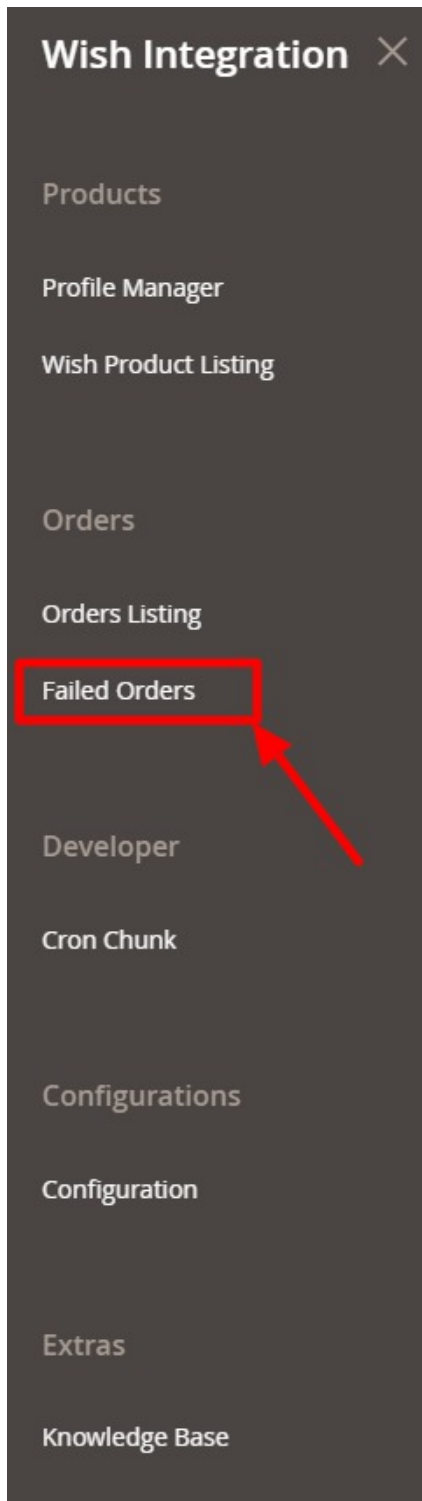 Wish Integration
Products
Profile Manager
Wish Product Listing
Orders
Orders Listing
Failed Orders
Developer
Cron Chunk
Configurations
Configuration
Extras
Knowledge Base